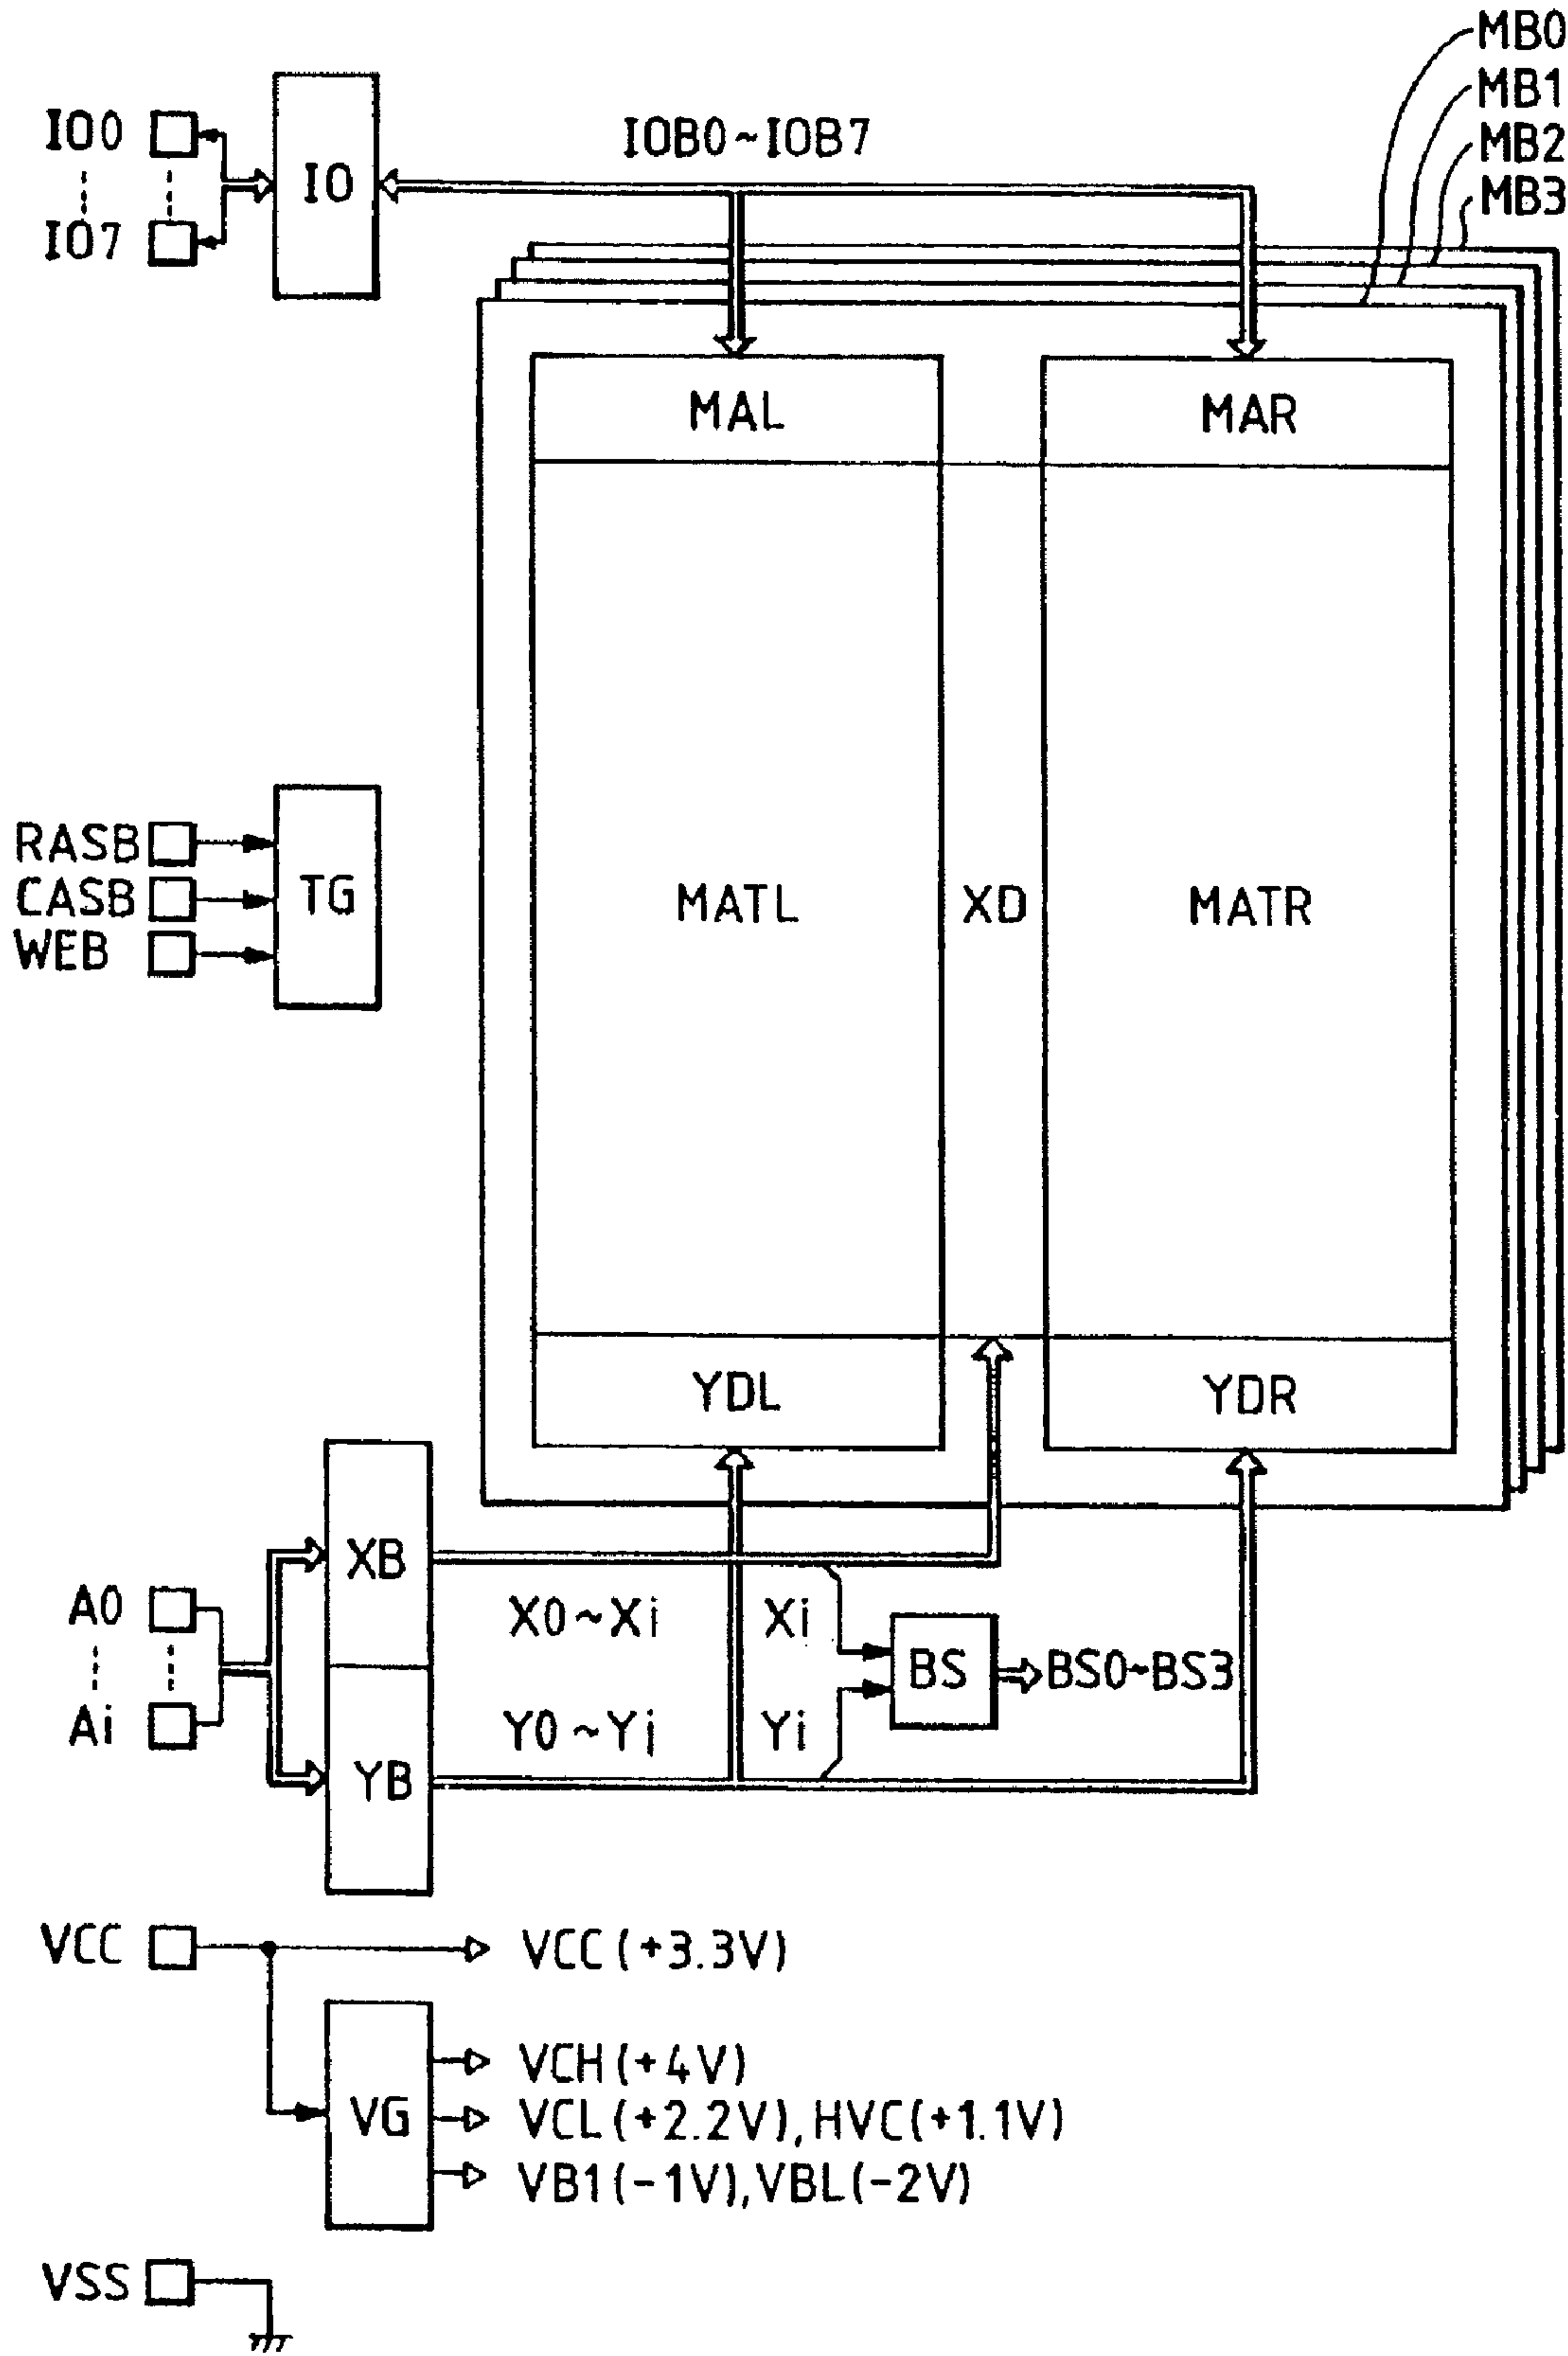 MB0
MB1
MB2
MB3
IO0
IO7
IO
IOB0~IOB7
MAL
MAR
RASB
CASB
WEB
TG
MATL
XD
MATR
YDL
YDR
XB
A0
Ai
X0~Xi
Xi
BS
BS0~BS3
Y0~Yi
Yi
YB
VCC
VCC(+3.3V)
VG
VCH(+4V)
VCL(+2.2V),HVC(+1.1V)
VB1(-1V),VBL(-2V)
VSS